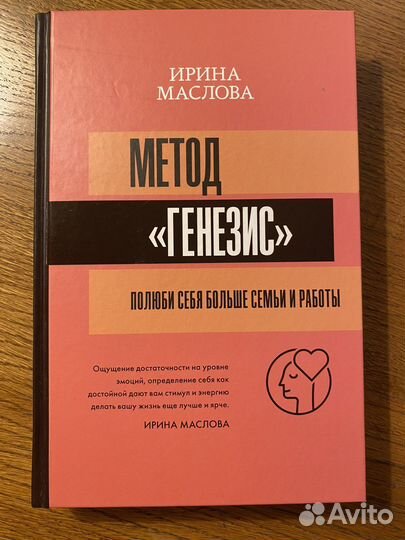 ИРИНА
МАСЛОВА
МЕТОД
«ГЕНЕЗИС»
ПОЛЮБИ СЕБЯ БОЛЬШЕ СЕМЬИ И РАБОТЫ
Ощущение достаточности на уровне
эмоций, определение себя как
достойной дают вам стимул и энергию
делать вашу жизнь еще лучше и ярче.
ИРИНА МАСЛОВА
Avito